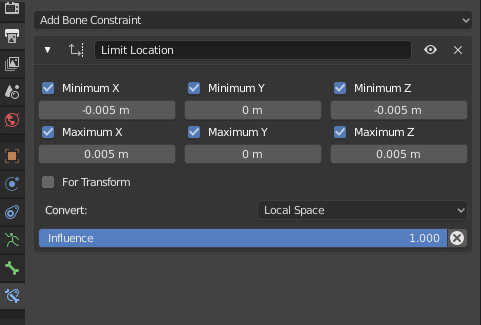 Add Bone Constraint
Limit Location
Minimum X Minimum Y Minimum Z
-0.005 m 0 m -0.005 m
Maximum X Maximum Y Maximum Z
0.005 m 0 m 0.005 m
For Transform
Convert: Local Space
Influence 1.000